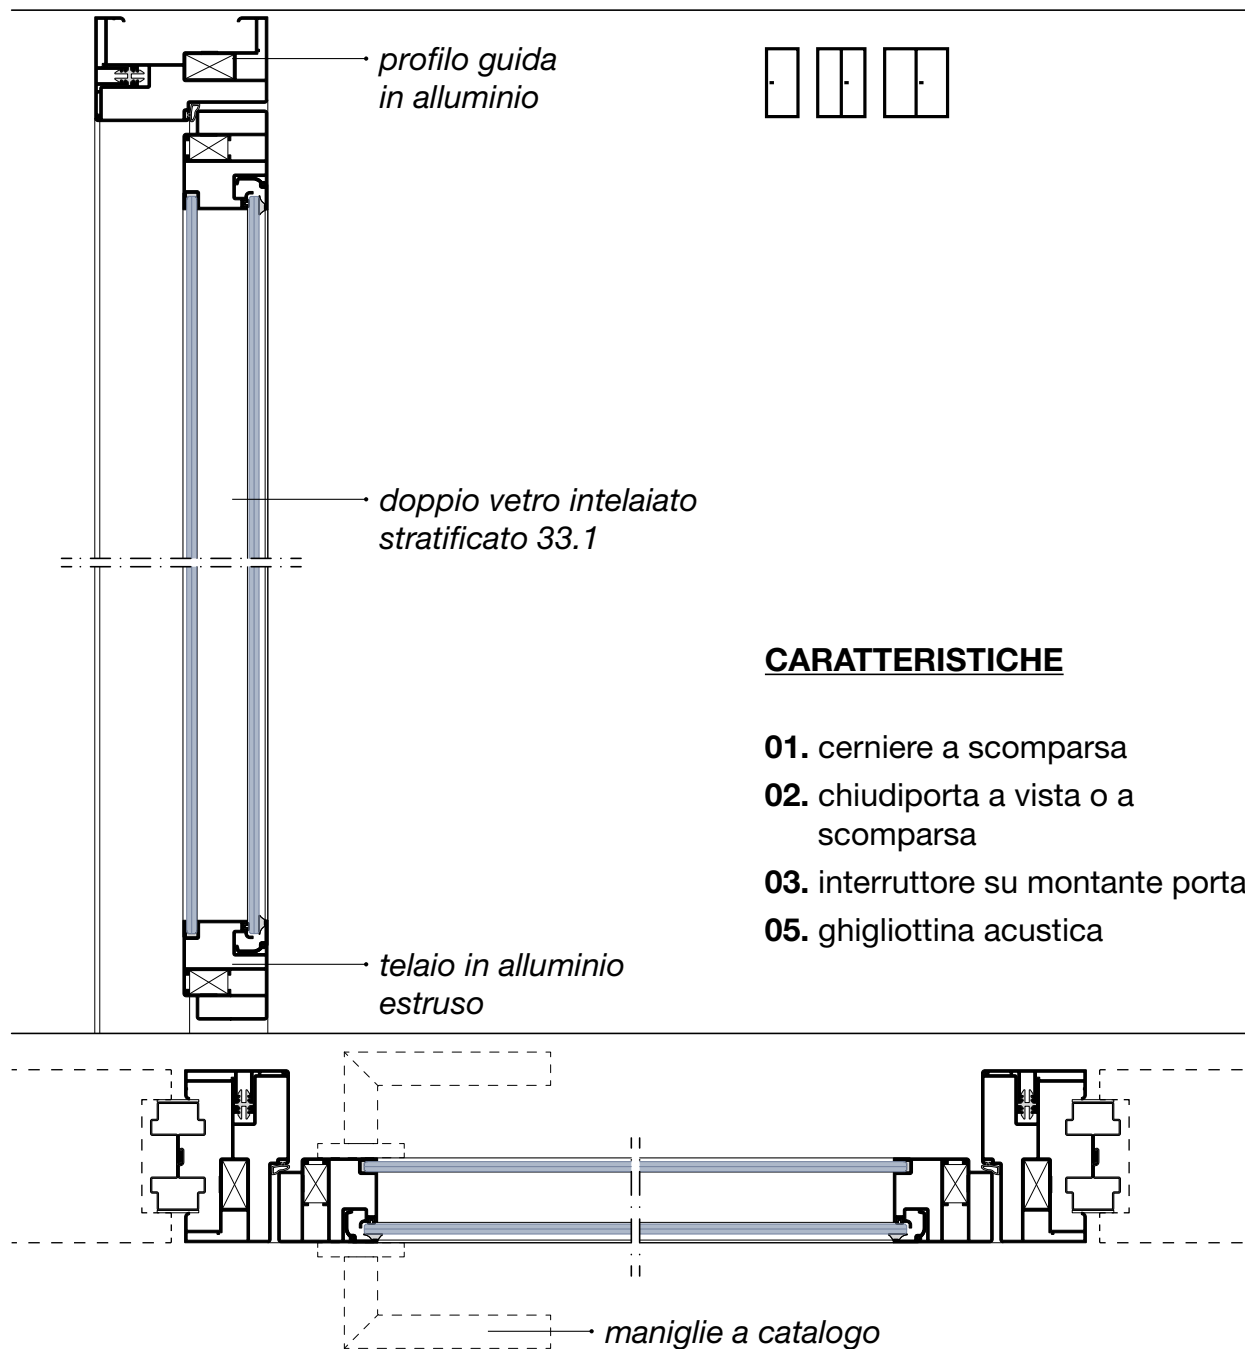 profilo guida
in alluminio
doppio vetro intelaiato
stratificato 33.1
CARATTERISTICHE
01. cerniere a scomparsa
02. chiudiporta a vista o a
scomparsa
03. interruttore su montante porta
05. ghigliottina acustica
telaio in alluminio
estruso
maniglie a catalogo